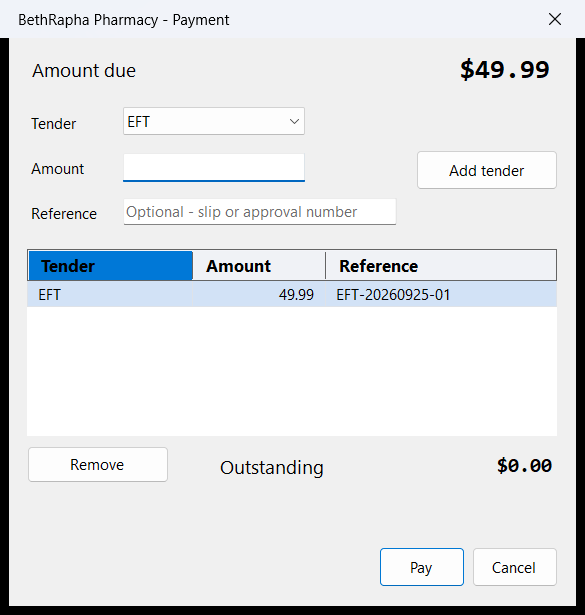 BethRapha Pharmacy - Payment
Amount due $49.99
Tender EFT
Amount
Add tender
Reference Optional - slip or approval number
Tender Amount Reference
EFT 49.99 EFT-20260925-01
Remove Outstanding $0.00
Pay Cancel